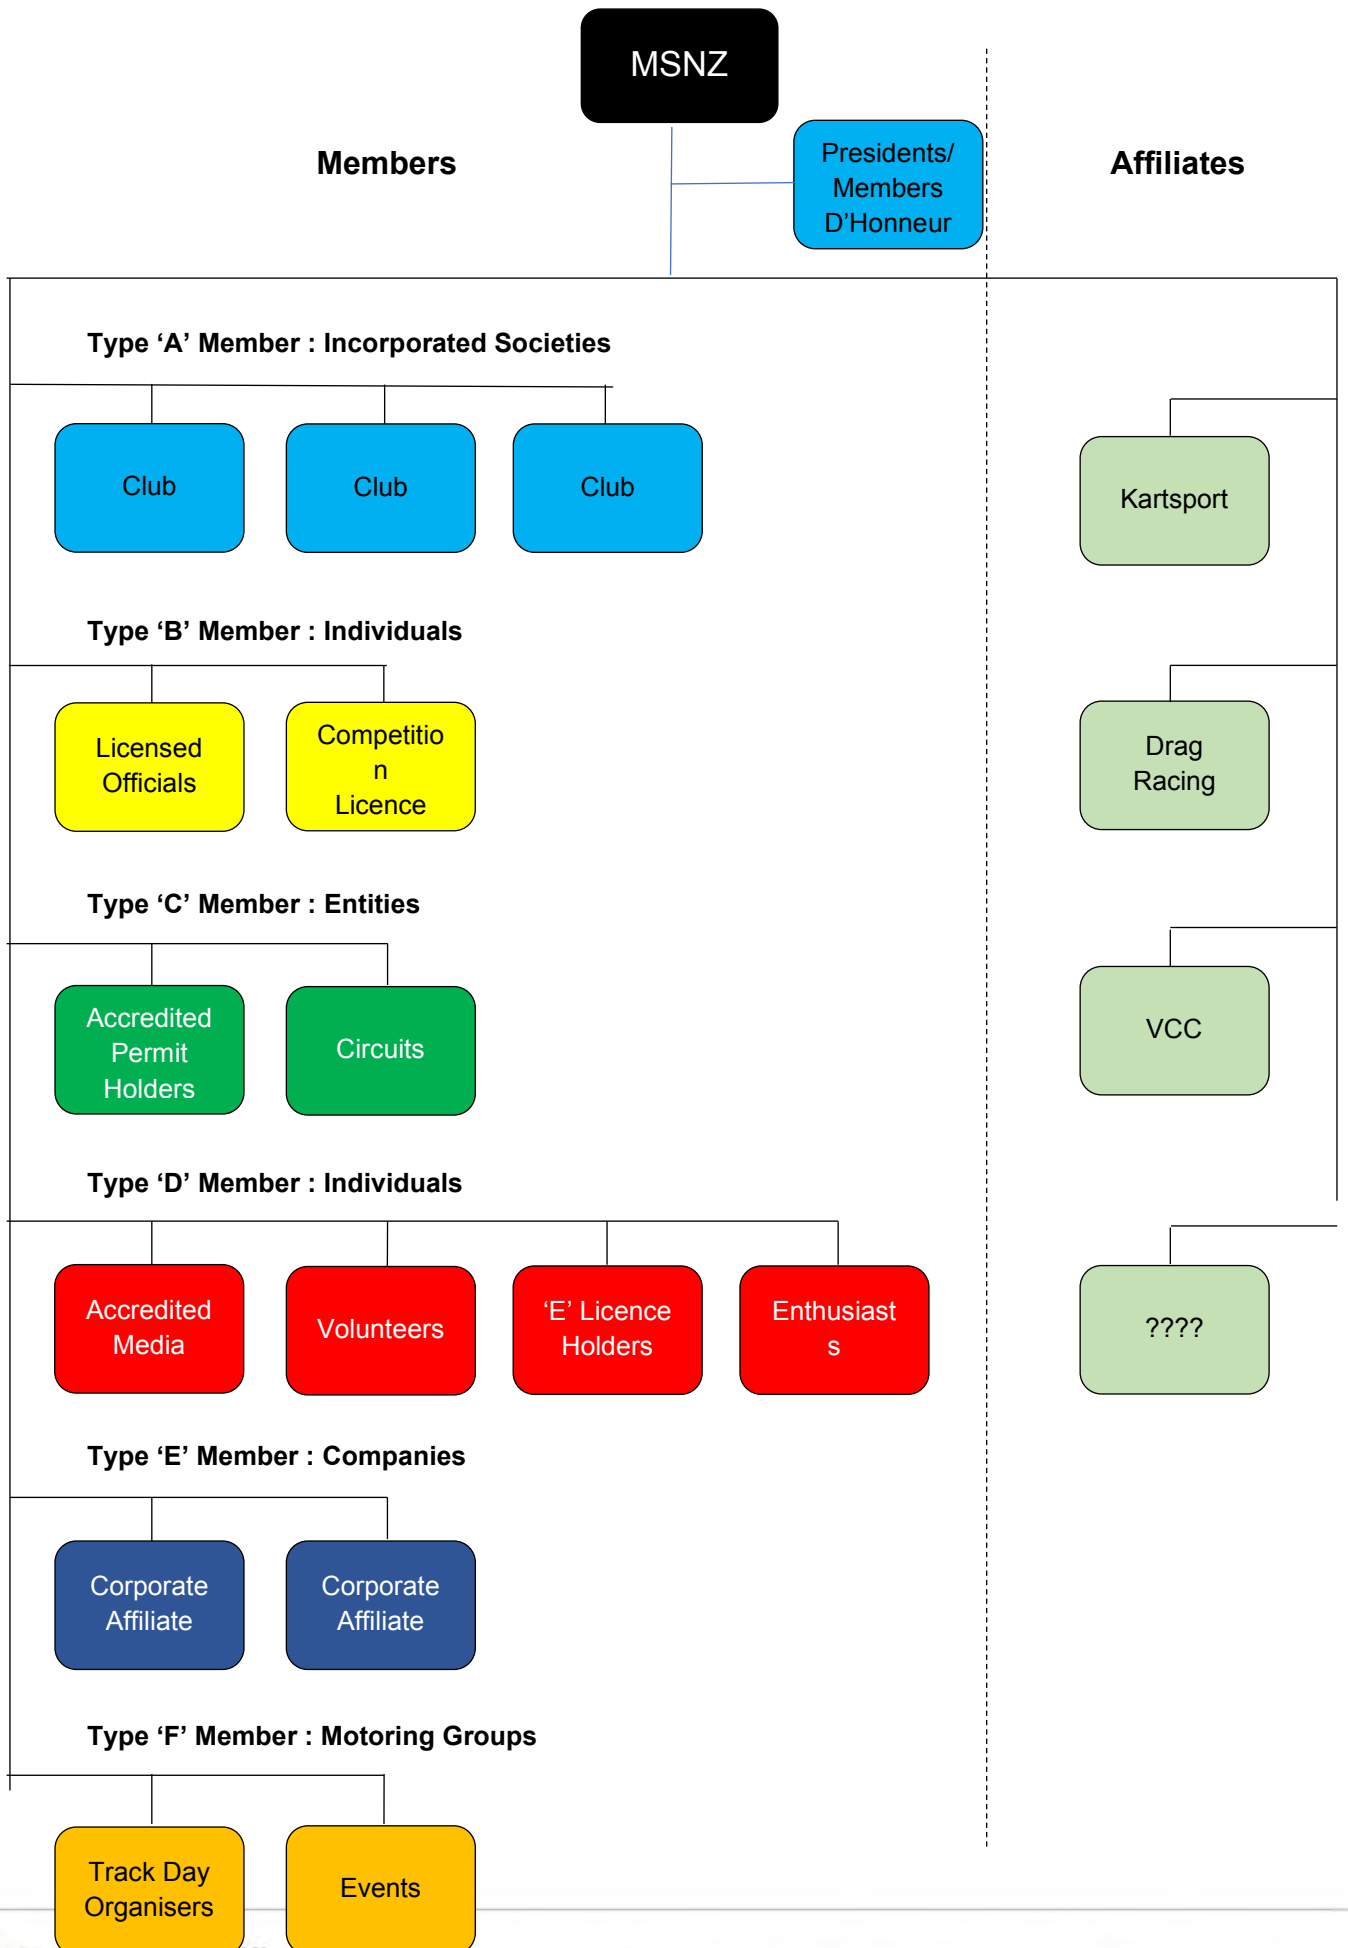 MSNZ
Members
Presidents/
Members
D’Honneur
Affiliates
Type ‘A’ Member : Incorporated Societies
Club
Club
Club
Kartsport
Type ‘B’ Member : Individuals
Licensed
Officials
Competitio
n
Licence
Drag
Racing
Type ‘C’ Member : Entities
Accredited
Permit
Holders
Circuits
VCC
Type ‘D’ Member : Individuals
Accredited
Media
Volunteers
‘E’ Licence
Holders
Enthusiast
s
????
Type ‘E’ Member : Companies
Corporate
Affiliate
Corporate
Affiliate
Type ‘F’ Member : Motoring Groups
Track Day
Organisers
Events